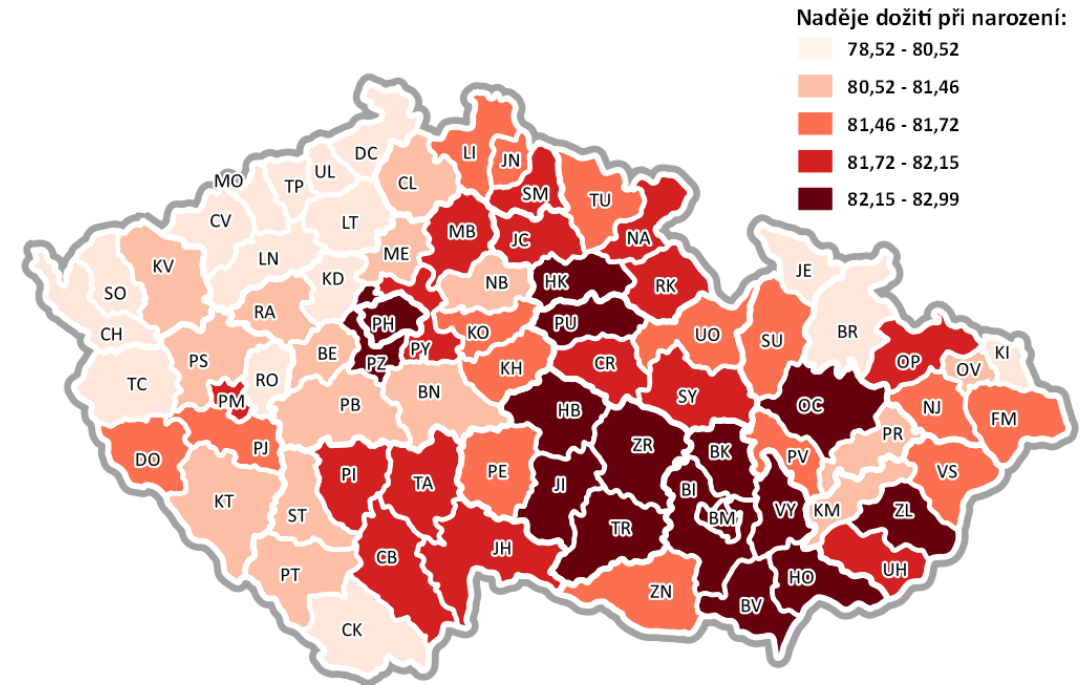 Naděje dožití při narození:
78,52 - 80,52
80,52 - 81,46
81,46 - 81,72
81,72 - 82,15
82,15 - 82,99
DC
LI
JN
UL
MO
TP
CL
SM
TU
CV
LT
MB
JC
NA
ME
LN
KV
SO
KD
NB
HK
RK
JE
RA
PH
PU
CH
KO
UO
SU
BR
PS
BE
PZ
PY
KH
CR
OP
KI
OV
TC
RO
PM
PB
BN
SY
HB
OC
NJ
FM
PJ
ZR
PR
DO
BK
PV
VS
PI
TA
PE
JI
BI
KT
ST
BM
VY
KM
ZL
TR
CB
JH
UH
PT
HO
ZN
BV
CK